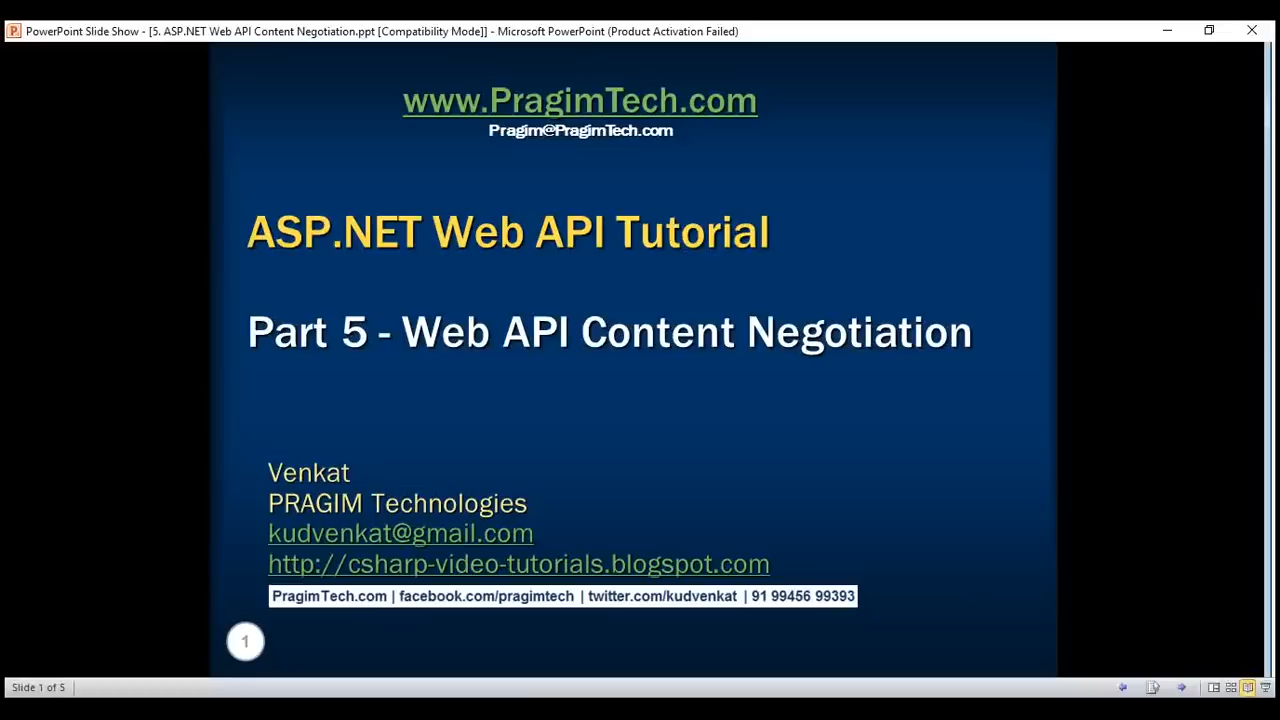 PowerPoint Slide Show - [5. ASP.NET Web API Content Negotiation.ppt [Compatibility Mode]] - Microsoft PowerPoint (Product Activation Failed)
www.PragimTech.com
Pragim@PragimTech.com
ASP.NET Web API Tutorial
Part 5 - Web API Content Negotiation
Venkat
PRAGIM Technologies
kudvenkat@gmail.com
http://csharp-video-tutorials.blogspot.com
PragimTech.com | facebook.com/pragimtech | twitter.com/kudvenkat | 91 99456 99393
1
Slide 1 of 5